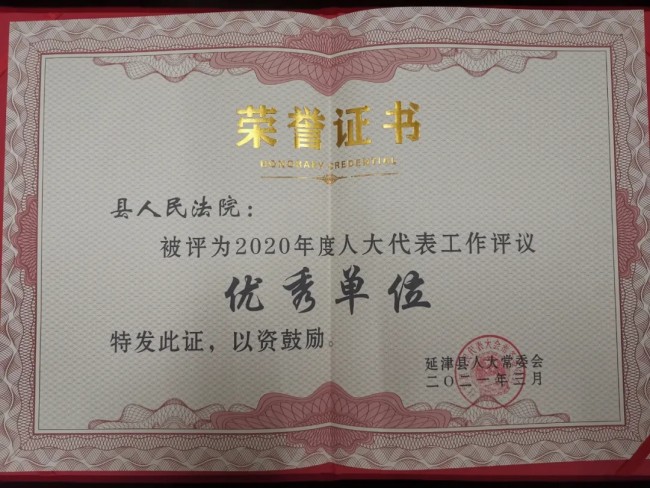 荣誉证书
HONORARY CREDENTIAL
县人民法院：
被评为2020年度人大代表工作评议
优秀单位
特发此证，以资鼓励。
延津县人大常委会
二〇二一年三月